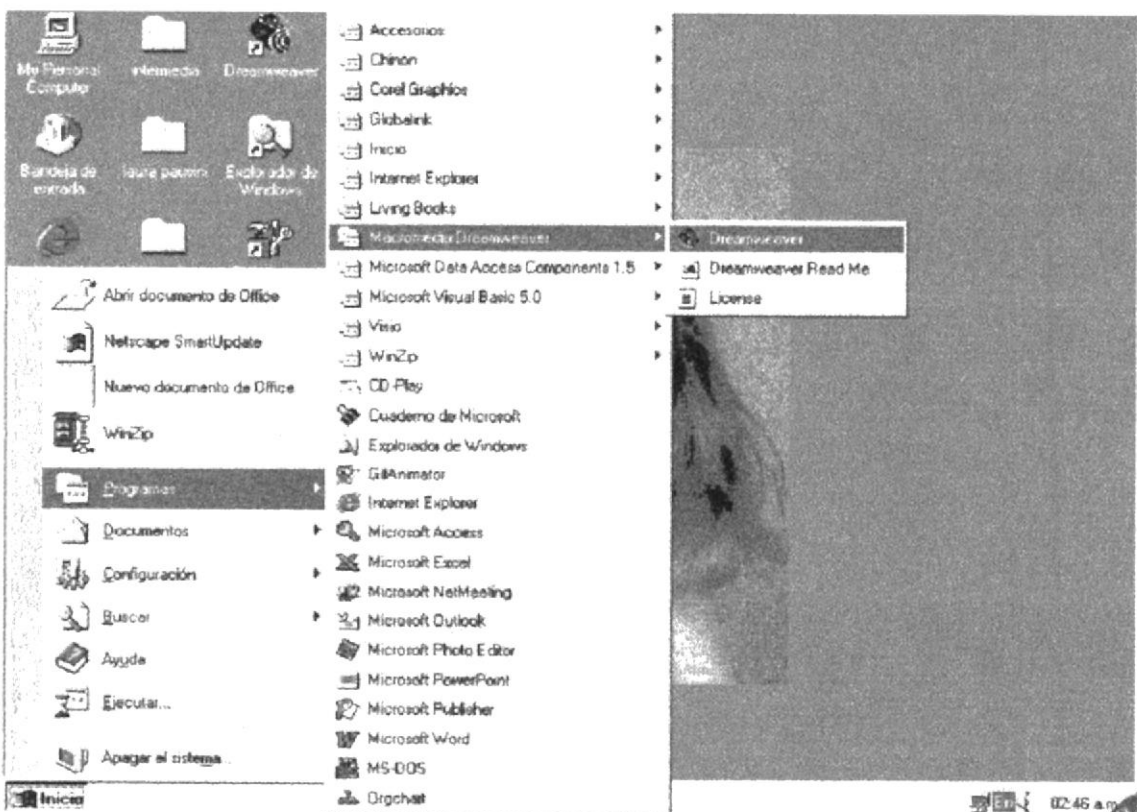 My Personal
Computer
intermedia
Dreamweaver
Bandeja de
entrada
laura pausini
Explorador de
Windows
Abrir documento de Office
Netscape SmartUpdate
Nuevo documento de Office
WinZip
Programas
Documentos
Configuración
Buscar
Ayuda
Ejecutar...
Apagar el sistema...
Accesorios
Chinon
Corel Graphics
Globalink
Inicio
Internet Explorer
Living Books
Macromedia Dreamweaver
Microsoft Data Access Components 1.5
Microsoft Visual Basic 5.0
Visio
WinZip
CD-Play
Cuaderno de Microsoft
Explorador de Windows
GifAnimator
Internet Explorer
Microsoft Access
Microsoft Excel
Microsoft NetMeeting
Microsoft Outlook
Microsoft Photo Editor
Microsoft PowerPoint
Microsoft Publisher
Microsoft Word
MS-DOS
Orgchart
Dreamweaver
Dreamweaver Read Me
License
Inicio
En
02:46 a.m.